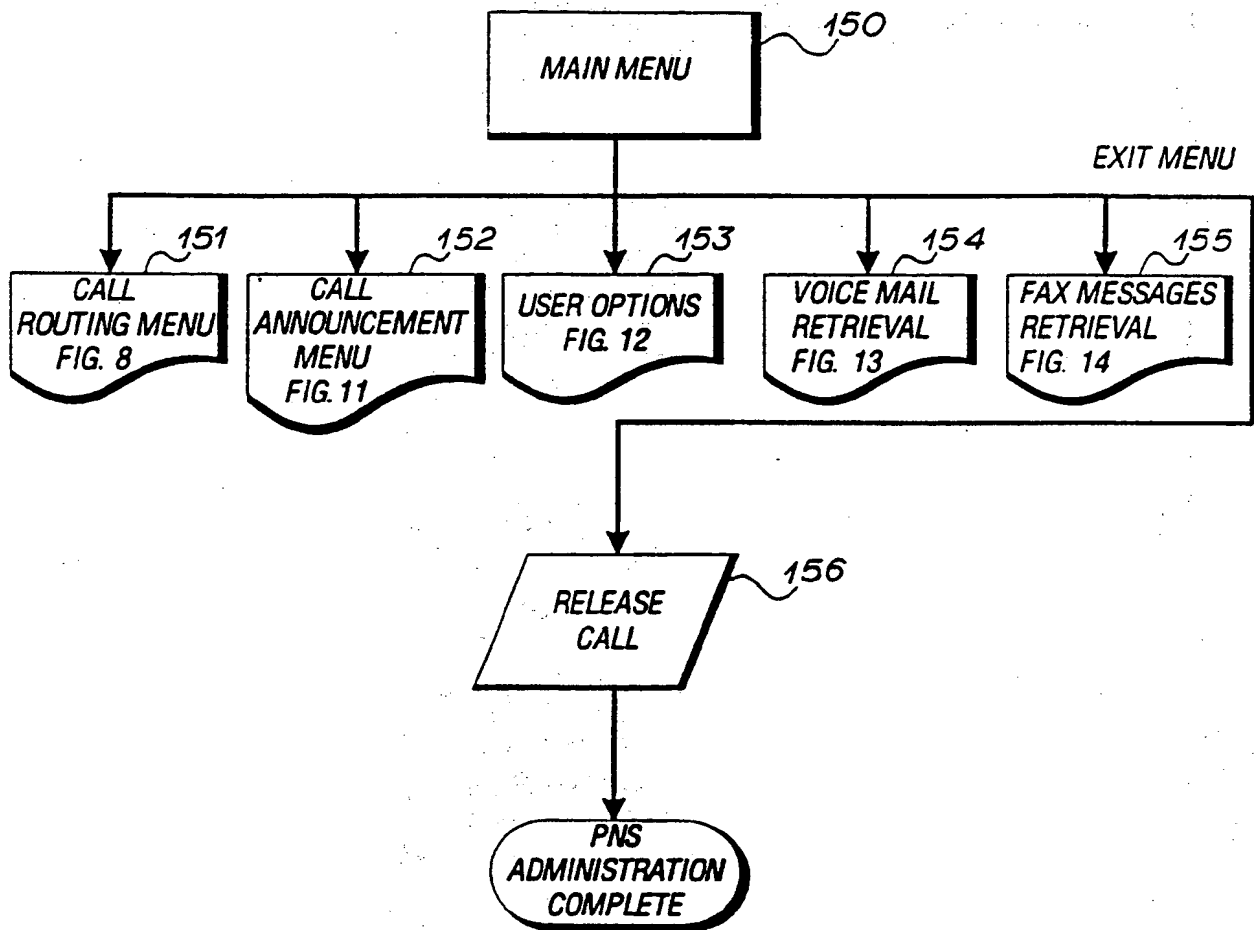 150
MAIN MENU
EXIT MENU
151
152
153
154
155
CALL
ROUTING MENU
FIG. 8
CALL
ANNOUNCEMENT
MENU
FIG. 11
USER OPTIONS
FIG. 12
VOICE MAIL
RETRIEVAL
FIG. 13
FAX MESSAGES
RETRIEVAL
FIG. 14
156
RELEASE
CALL
PNS
ADMINISTRATION
COMPLETE